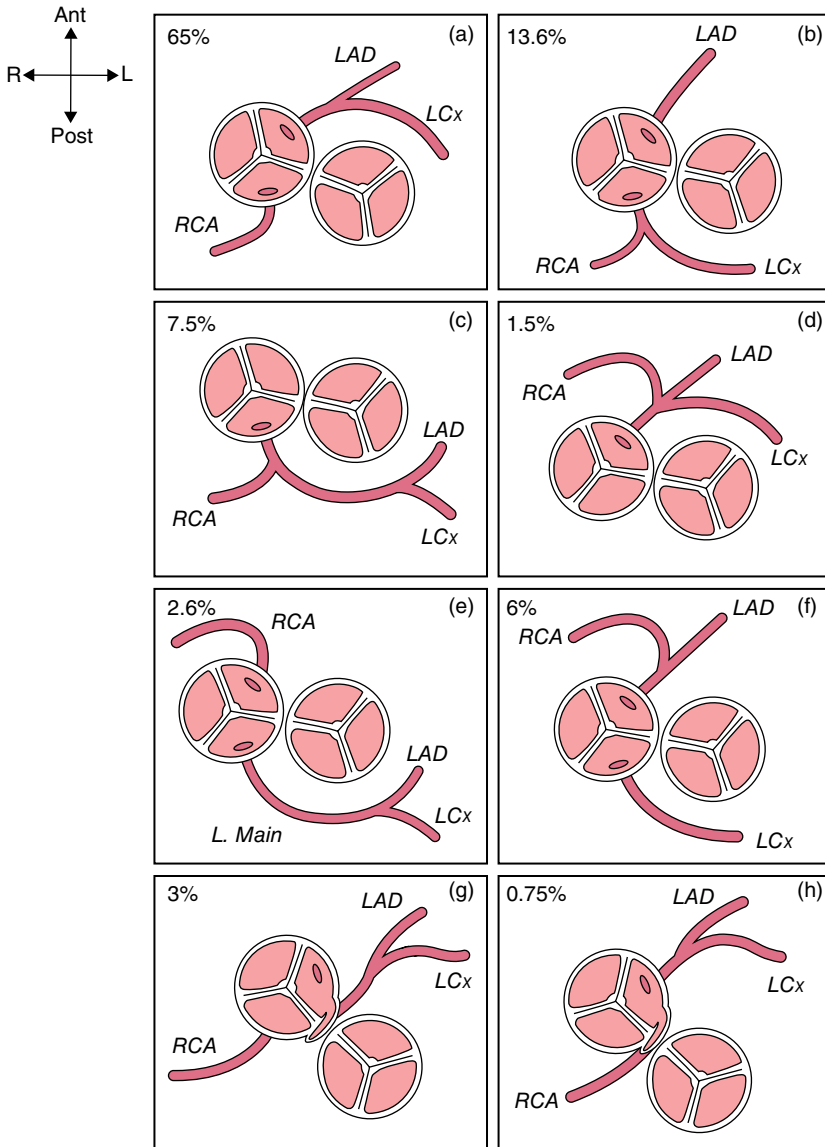 Ant
R L
Post
65% (a)
LAD
LCx
RCA
13.6% (b)
LAD
RCA
LCx
7.5% (c)
LAD
RCA
LCx
1.5% (d)
LAD
RCA
LCx
2.6% (e)
RCA
LAD
L. Main
LCx
6% (f)
LAD
RCA
LCx
3% (g)
LAD
LCx
RCA
0.75% (h)
LAD
LCx
RCA